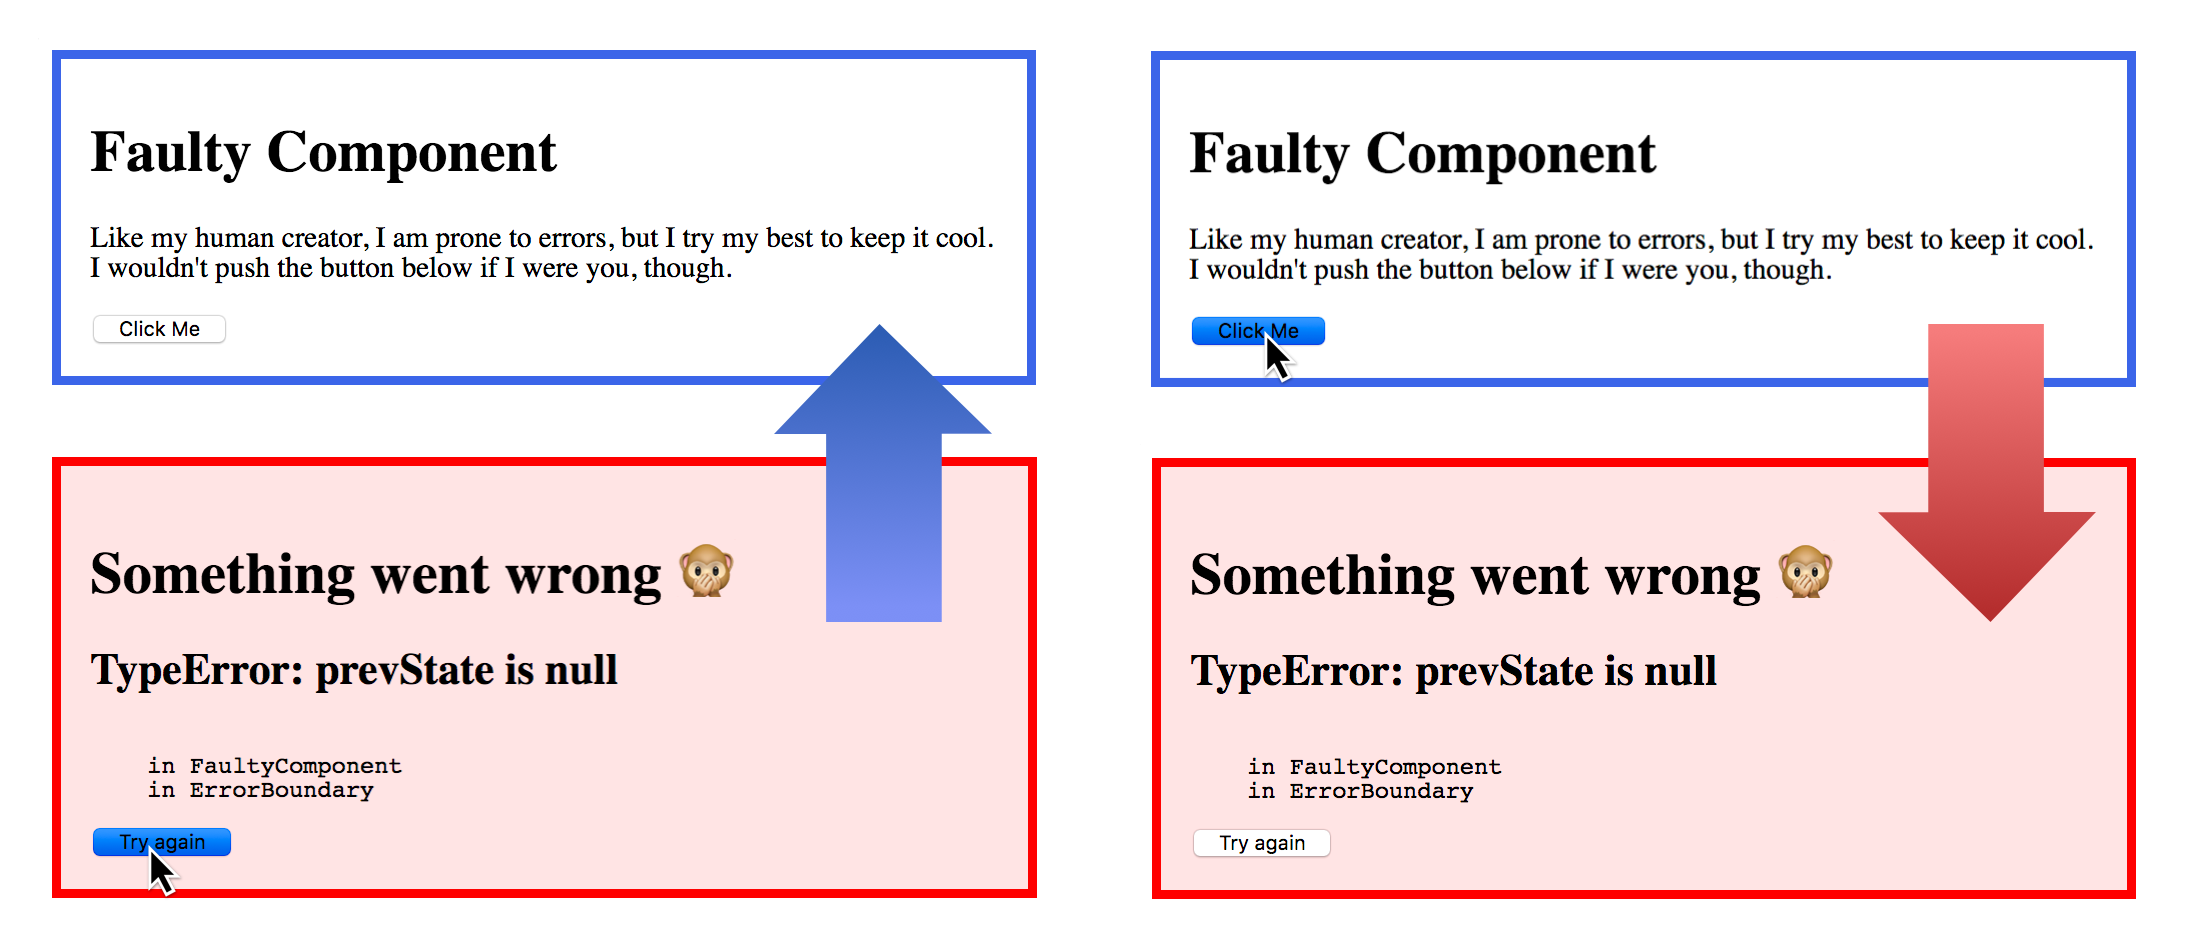 Faulty Component
Like my human creator, I am prone to errors, but I try my best to keep it cool.
I wouldn't push the button below if I were you, though.
Click Me
Something went wrong 🙊
TypeError: prevState is null
in FaultyComponent
in ErrorBoundary
Try again
Faulty Component
Like my human creator, I am prone to errors, but I try my best to keep it cool.
I wouldn't push the button below if I were you, though.
Click Me
Something went wrong 🙊
TypeError: prevState is null
in FaultyComponent
in ErrorBoundary
Try again